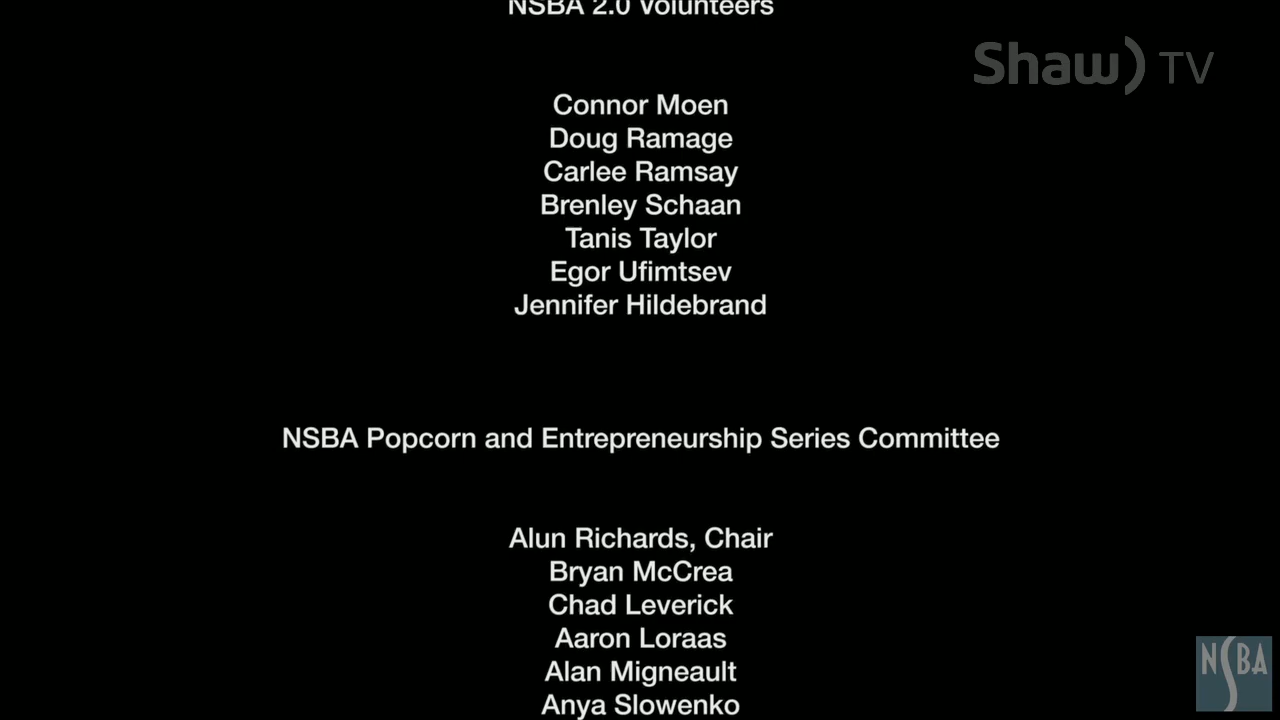 NSBA 2.0 Volunteers
Shaw) TV
Connor Moen
Doug Ramage
Carlee Ramsay
Brenley Schaan
Tanis Taylor
Egor Ufimtsev
Jennifer Hildebrand
NSBA Popcorn and Entrepreneurship Series Committee
Alun Richards, Chair
Bryan McCrea
Chad Leverick
Aaron Loraas
Alan Migneault
Anya Slowenko
NSBA